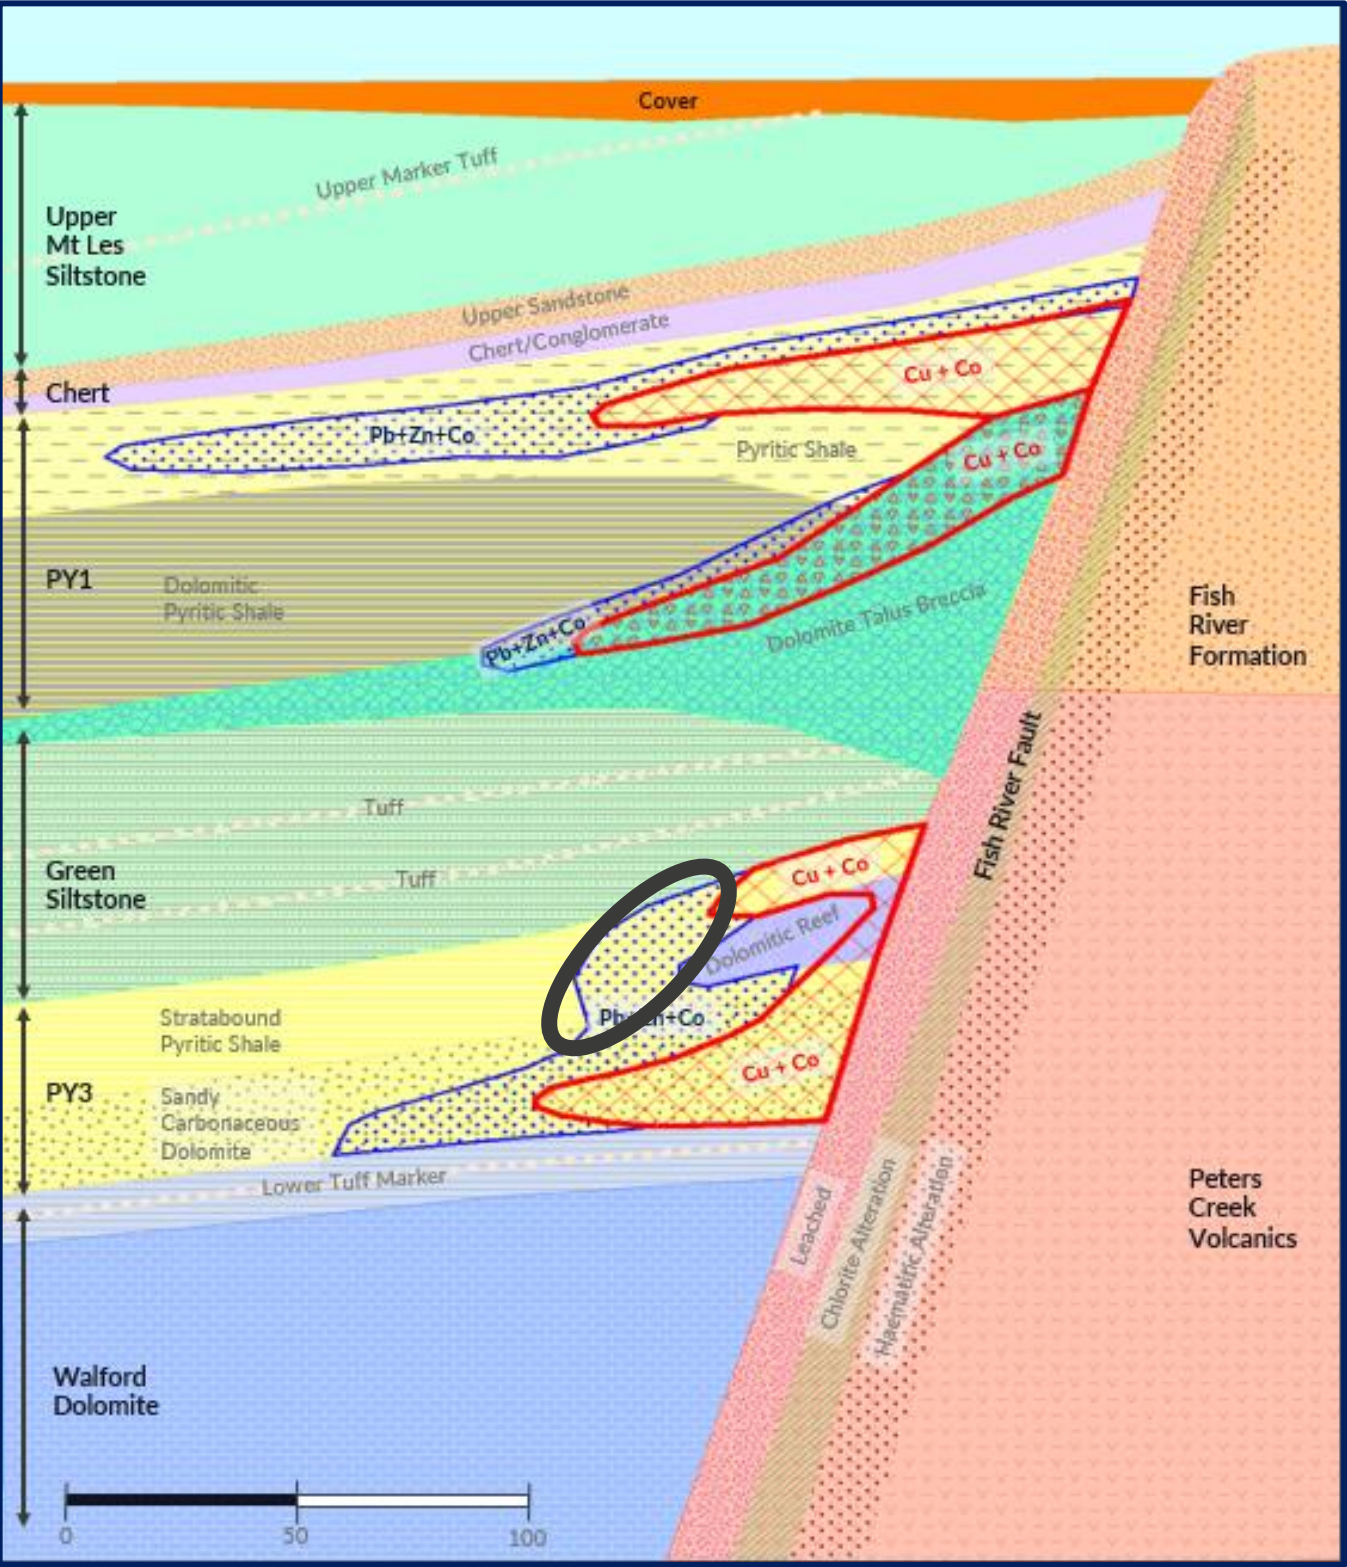 Cover
Upper Marker Tuff
Upper
Mt Les
Siltstone
Upper Sandstone
Chert/Conglomerate
Chert
Cu + Co
Pb+Zn+Co
Pyritic Shale
Cu + Co
PY1
Dolomitic
Pyritic Shale
Pb+Zn+Co
Dolomite Talus Breccia
Fish
River
Formation
Fish River Fault
Tuff
Tuff
Green
Siltstone
Cu + Co
Dolomitic Reef
Stratabound
Pyritic Shale
Pb+Zn+Co
Cu + Co
PY3
Sandy
Carbonaceous
Dolomite
Lower Tuff Marker
Leached
Chlorite Alteration
Haematitic Alteration
Peters
Creek
Volcanics
Walford
Dolomite
0 50 100